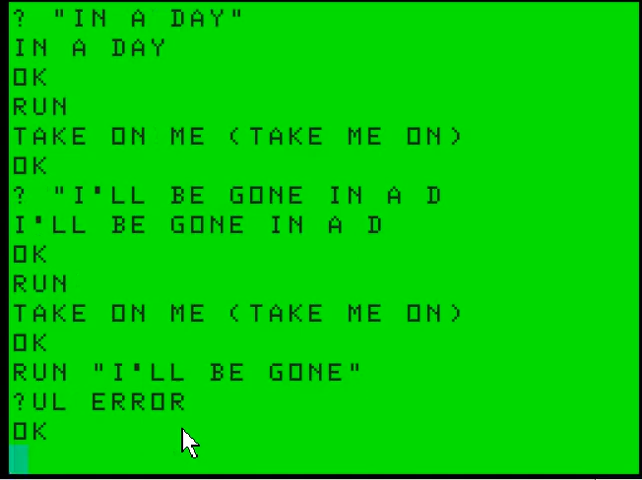 ? "IN A DAY"
IN A DAY
OK
RUN
TAKE ON ME (TAKE ME ON)
OK
? "I'LL BE GONE IN A D
I'LL BE GONE IN A D
OK
RUN
TAKE ON ME (TAKE ME ON)
OK
RUN "I'LL BE GONE"
?UL ERROR
OK